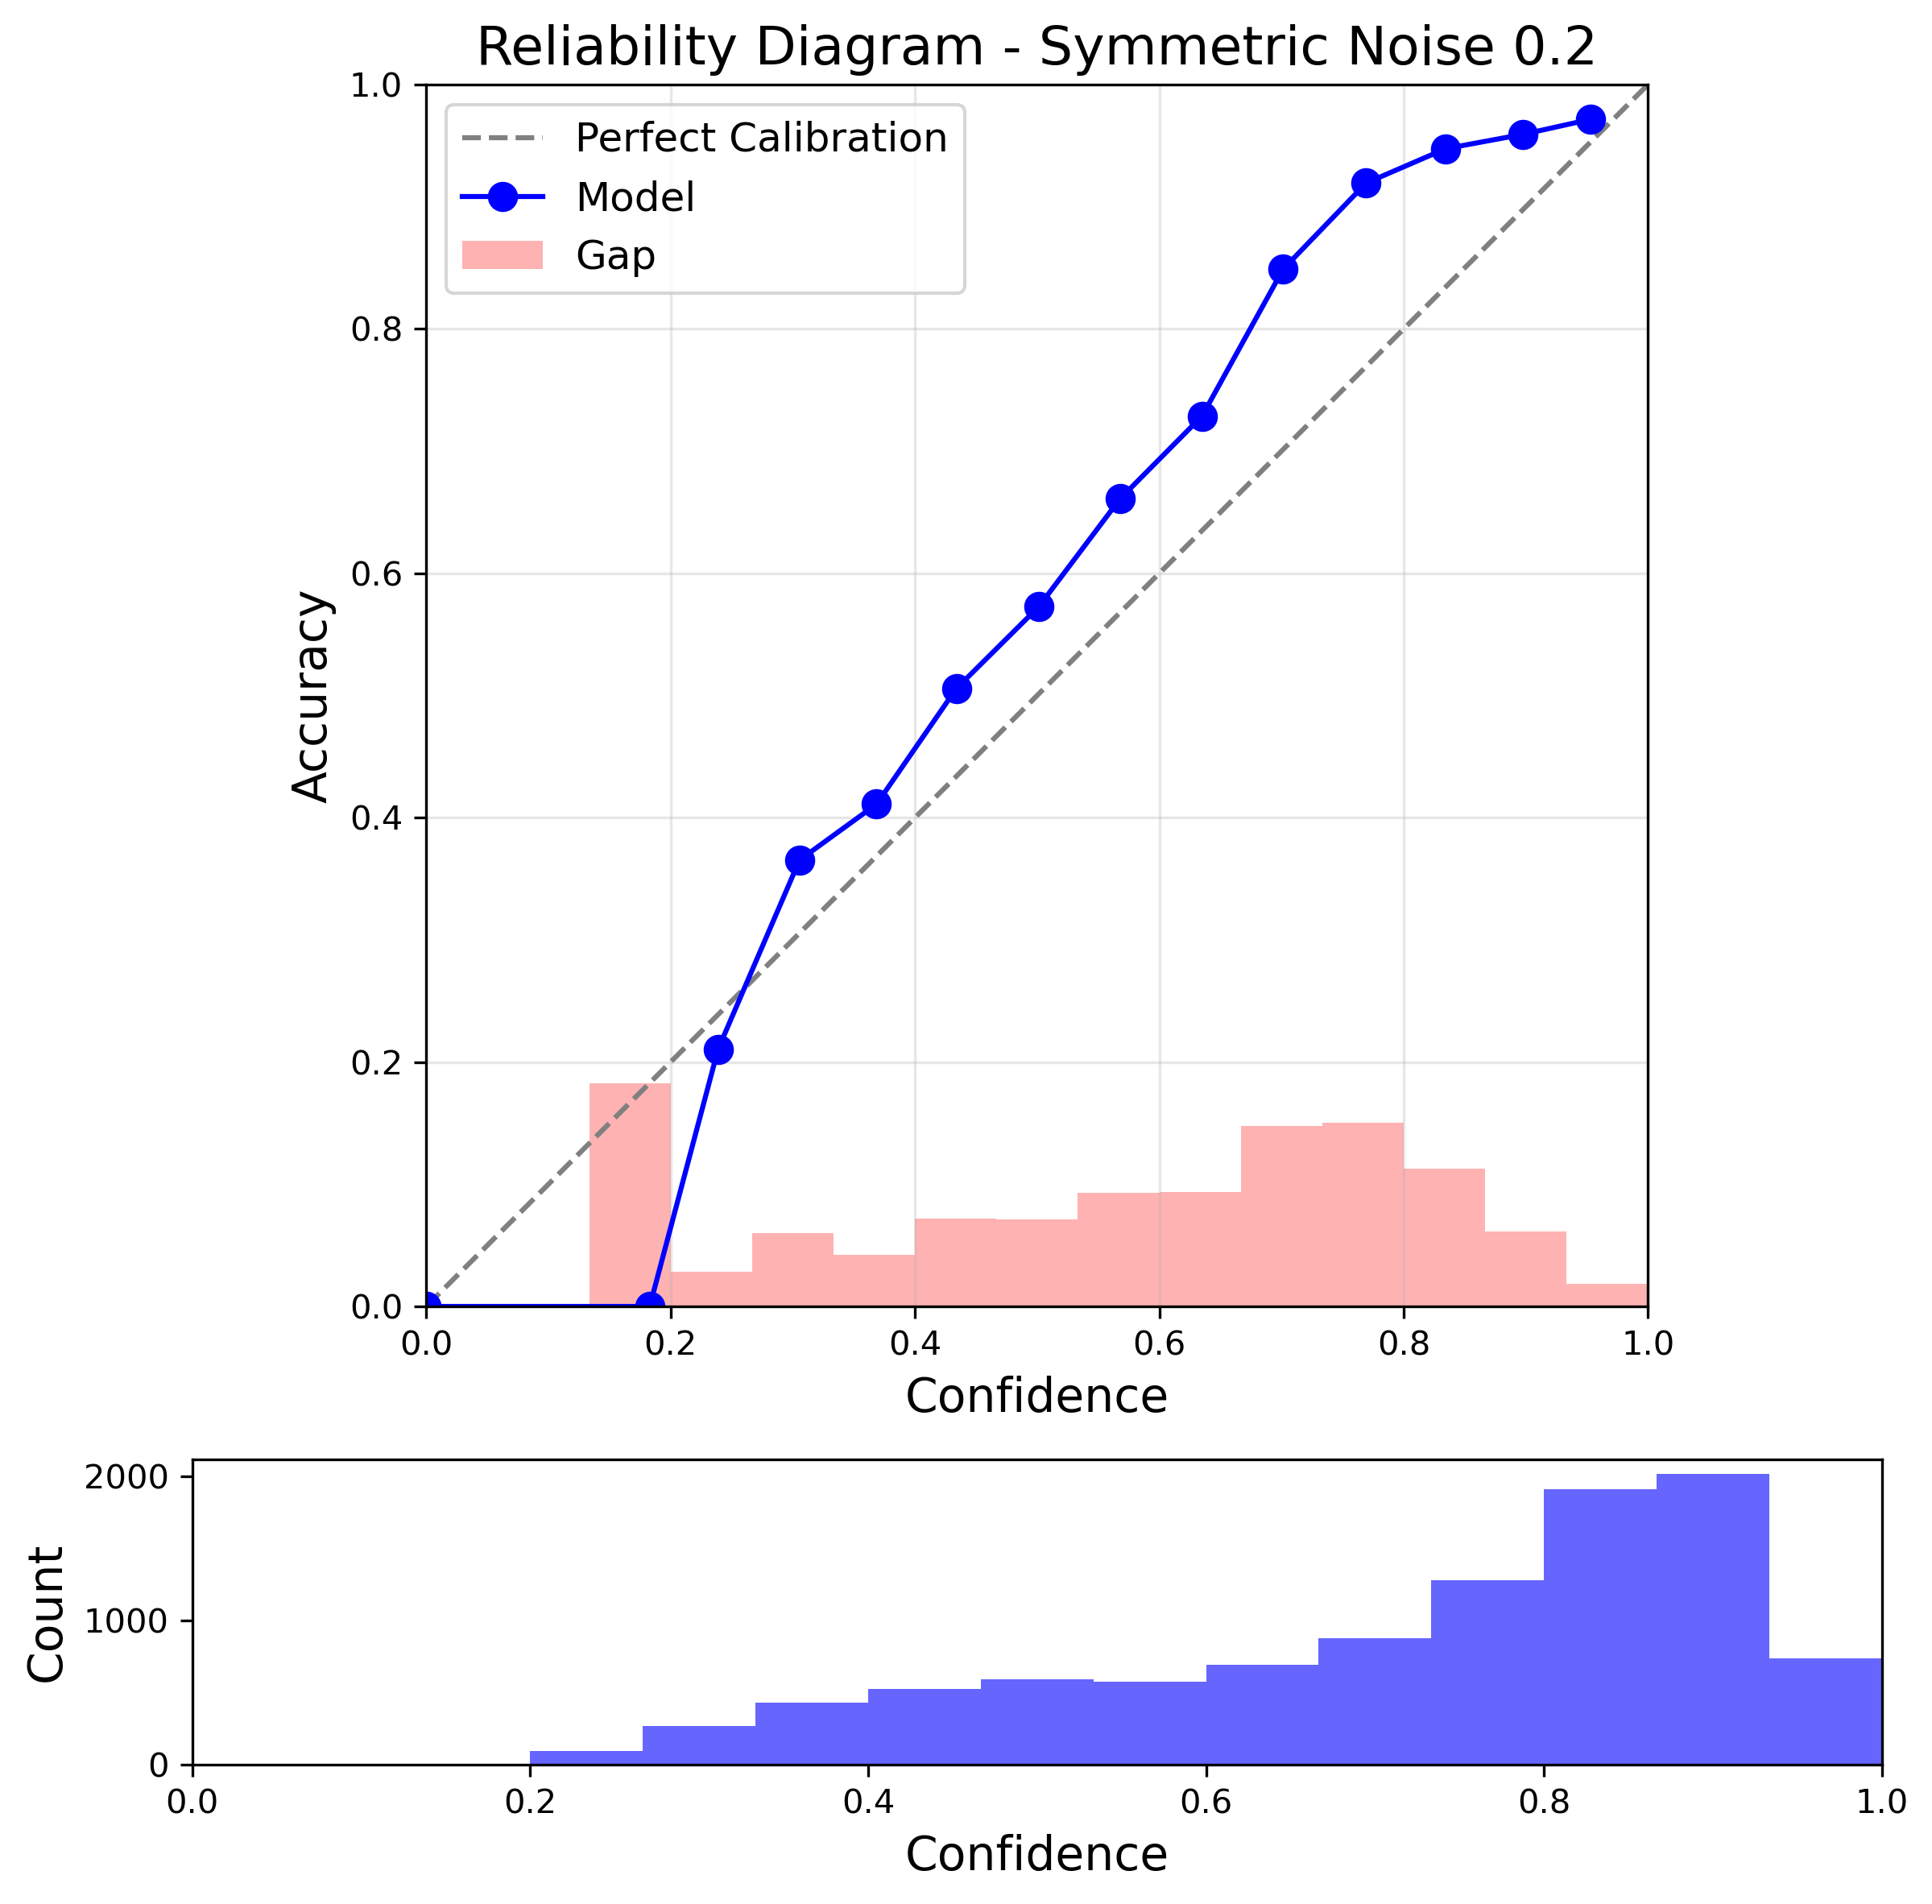 Reliability Diagram - Symmetric Noise 0.2
1.0
Perfect Calibration
Model
Gap
0.8
0.6
Accuracy
0.4
0.2
0.0
0.0 0.2 0.4 0.6 0.8 1.0
Confidence
2000
Count
1000
0
0.0 0.2 0.4 0.6 0.8 1.0
Confidence